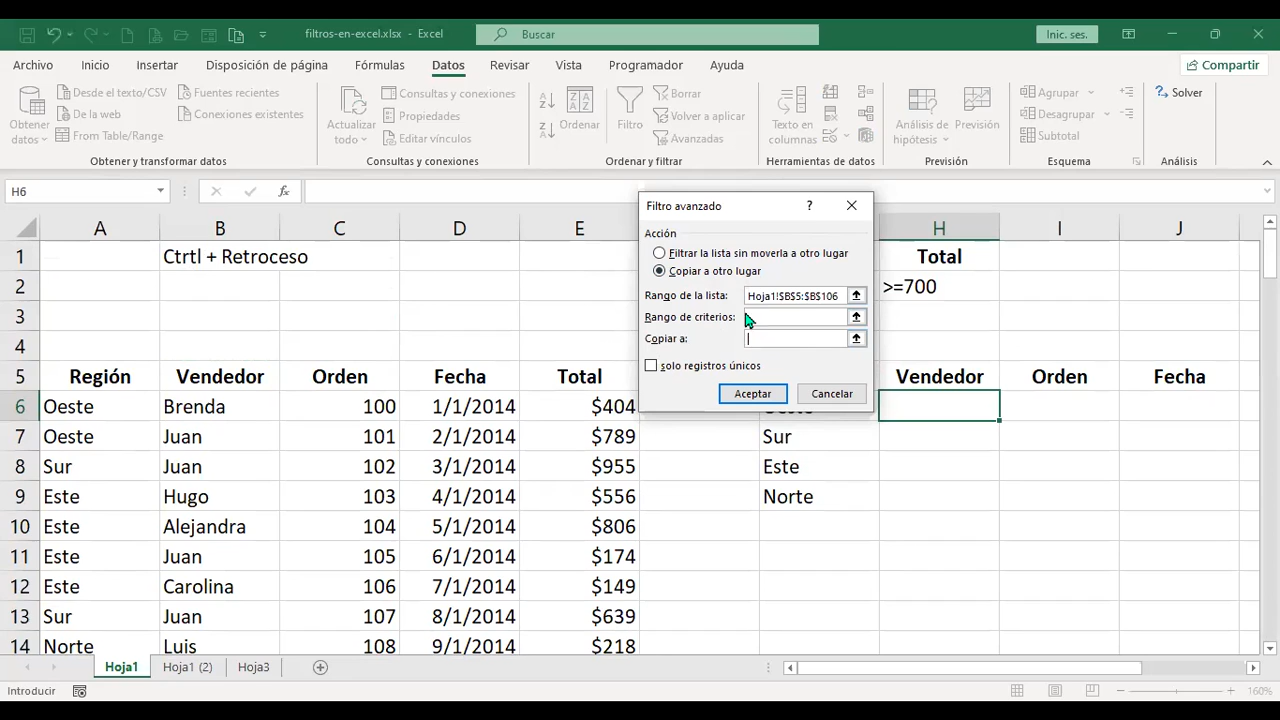 filtros-en-excel.xlsx - Excel
Buscar
Inic. ses.
Archivo Inicio Insertar Disposición de página Fórmulas Datos Revisar Vista Programador Ayuda
Compartir
Obtener datos
Desde el texto/CSV
De la web
From Table/Range
Fuentes recientes
Conexiones existentes
Obtener y transformar datos
Actualizar todo
Consultas y conexiones
Propiedades
Editar vínculos
Consultas y conexiones
Ordenar
Filtro
Borrar
Volver a aplicar
Avanzadas
Ordenar y filtrar
Texto en columnas
Herramientas de datos
Análisis de hipótesis
Previsión
Previsión
Agrupar
Desagrupar
Subtotal
Esquema
Solver
Análisis
H6
fx
A B C D E H I J
1 Ctrtl + Retroceso Total
2 >=700
3
4
5 Región Vendedor Orden Fecha Total Vendedor Orden Fecha
6 Oeste Brenda 100 1/1/2014 $404 Oeste
7 Oeste Juan 101 2/1/2014 $789 Sur
8 Sur Juan 102 3/1/2014 $955 Este
9 Este Hugo 103 4/1/2014 $556 Norte
10 Este Alejandra 104 5/1/2014 $806
11 Este Juan 105 6/1/2014 $174
12 Este Carolina 106 7/1/2014 $149
13 Sur Juan 107 8/1/2014 $639
14 Norte Luis 108 9/1/2014 $218
Filtro avanzado ?
Acción
Filtrar la lista sin moverla a otro lugar
Copiar a otro lugar
Rango de la lista: Hoja1!$B$5:$B$106
Rango de criterios:
Copiar a:
Solo registros únicos
Aceptar Cancelar
Hoja1 Hoja1 (2) Hoja3
Introducir
160%